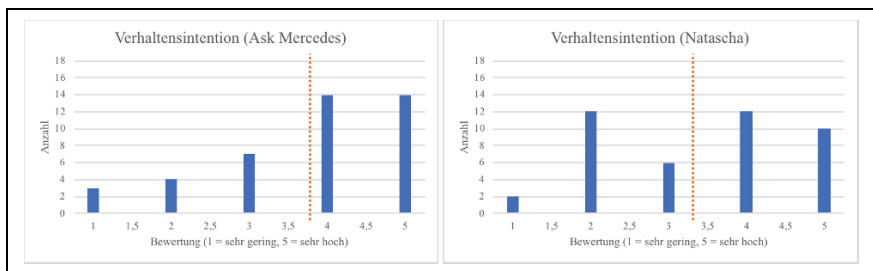 Verhaltensintention (Ask Mercedes)
18
16
14
12
10
8
6
4
2
0
Anzahl
1 1,5 2 2,5 3 3,5 4 4,5 5
Bewertung (1 = sehr gering, 5 = sehr hoch)
Verhaltensintention (Natascha)
18
16
14
12
10
8
6
4
2
0
Anzahl
1 1,5 2 2,5 3 3,5 4 4,5 5
Bewertung (1 = sehr gering, 5 = sehr hoch)